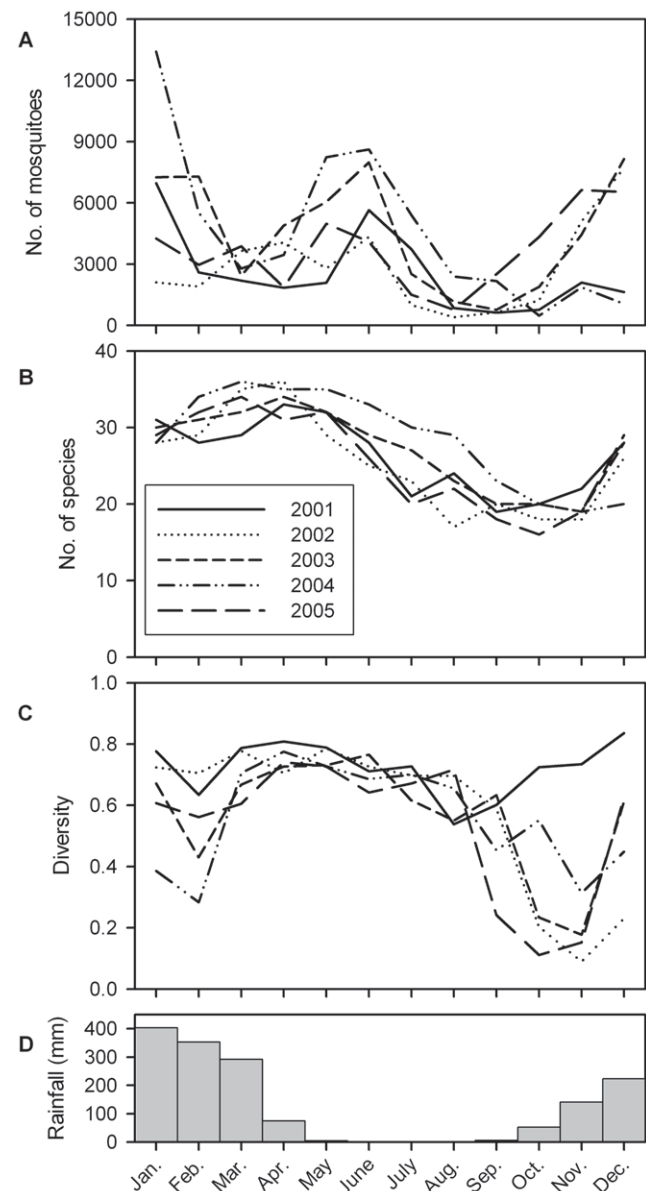 A
No. of mosquitoes
15000
12000
9000
6000
3000
0
B
No. of species
40
30
20
10
0
2001
2002
2003
2004
2005
C
Diversity
1.0
0.8
0.6
0.4
0.2
0.0
D
Rainfall (mm)
400
300
200
100
0
Jan.
Feb.
Mar.
Apr.
May
June
July
Aug.
Sep.
Oct.
Nov.
Dec.